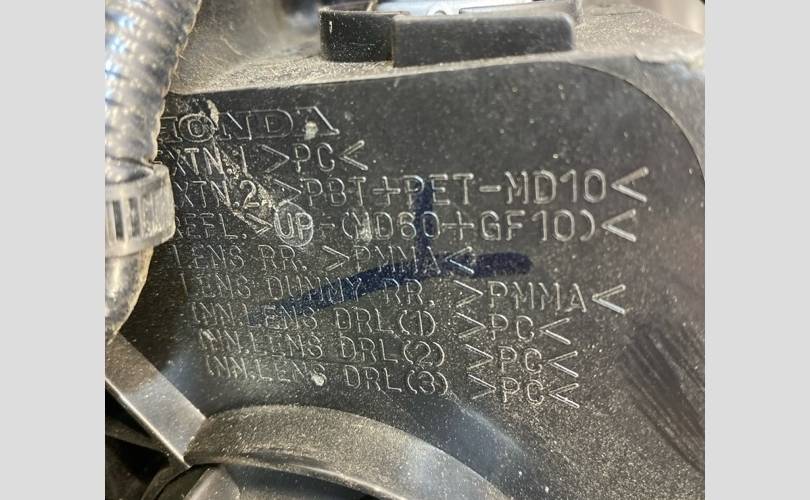 HONDA
EXTN.1 >PC<
EXTN.2 >PBT+PET-MD10<
REFL. >UP-(MD60+GF10)<
LENS RR. >PMMA<
LENS DUMMY RR. >PMMA<
INN.LENS DRL(1) >PC<
INN.LENS DRL(2) >PC<
INN.LENS DRL(3) >PC<